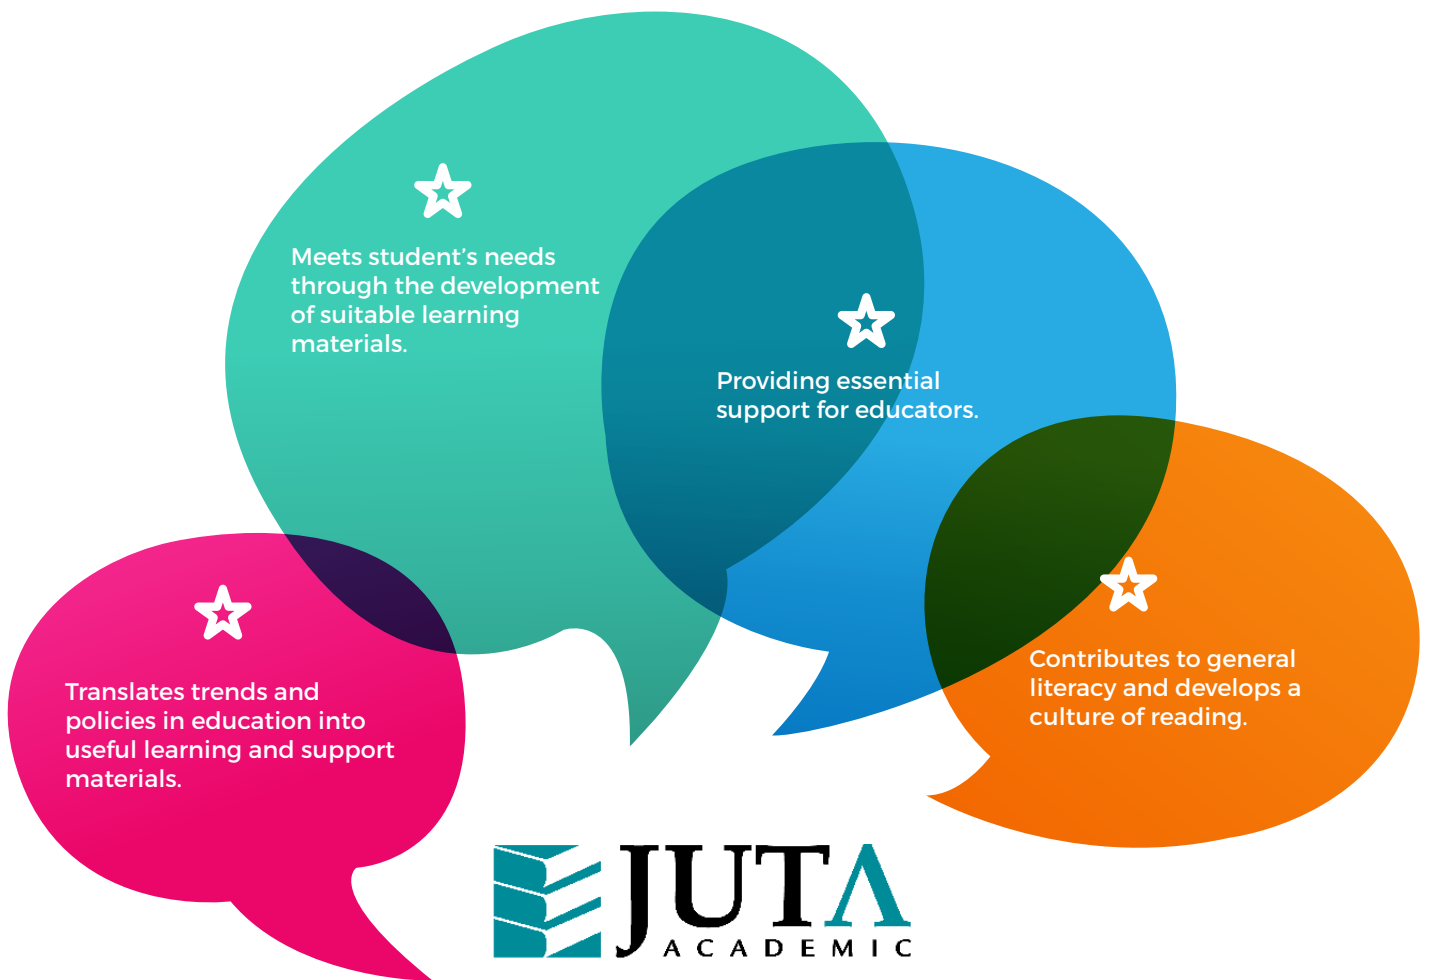 Meets student’s needs
through the development
of suitable learning
materials.
Providing essential
support for educators.
Contributes to general
literacy and develops a
culture of reading.
Translates trends and
policies in education into
useful learning and support
materials.
JUTA
ACADEMIC